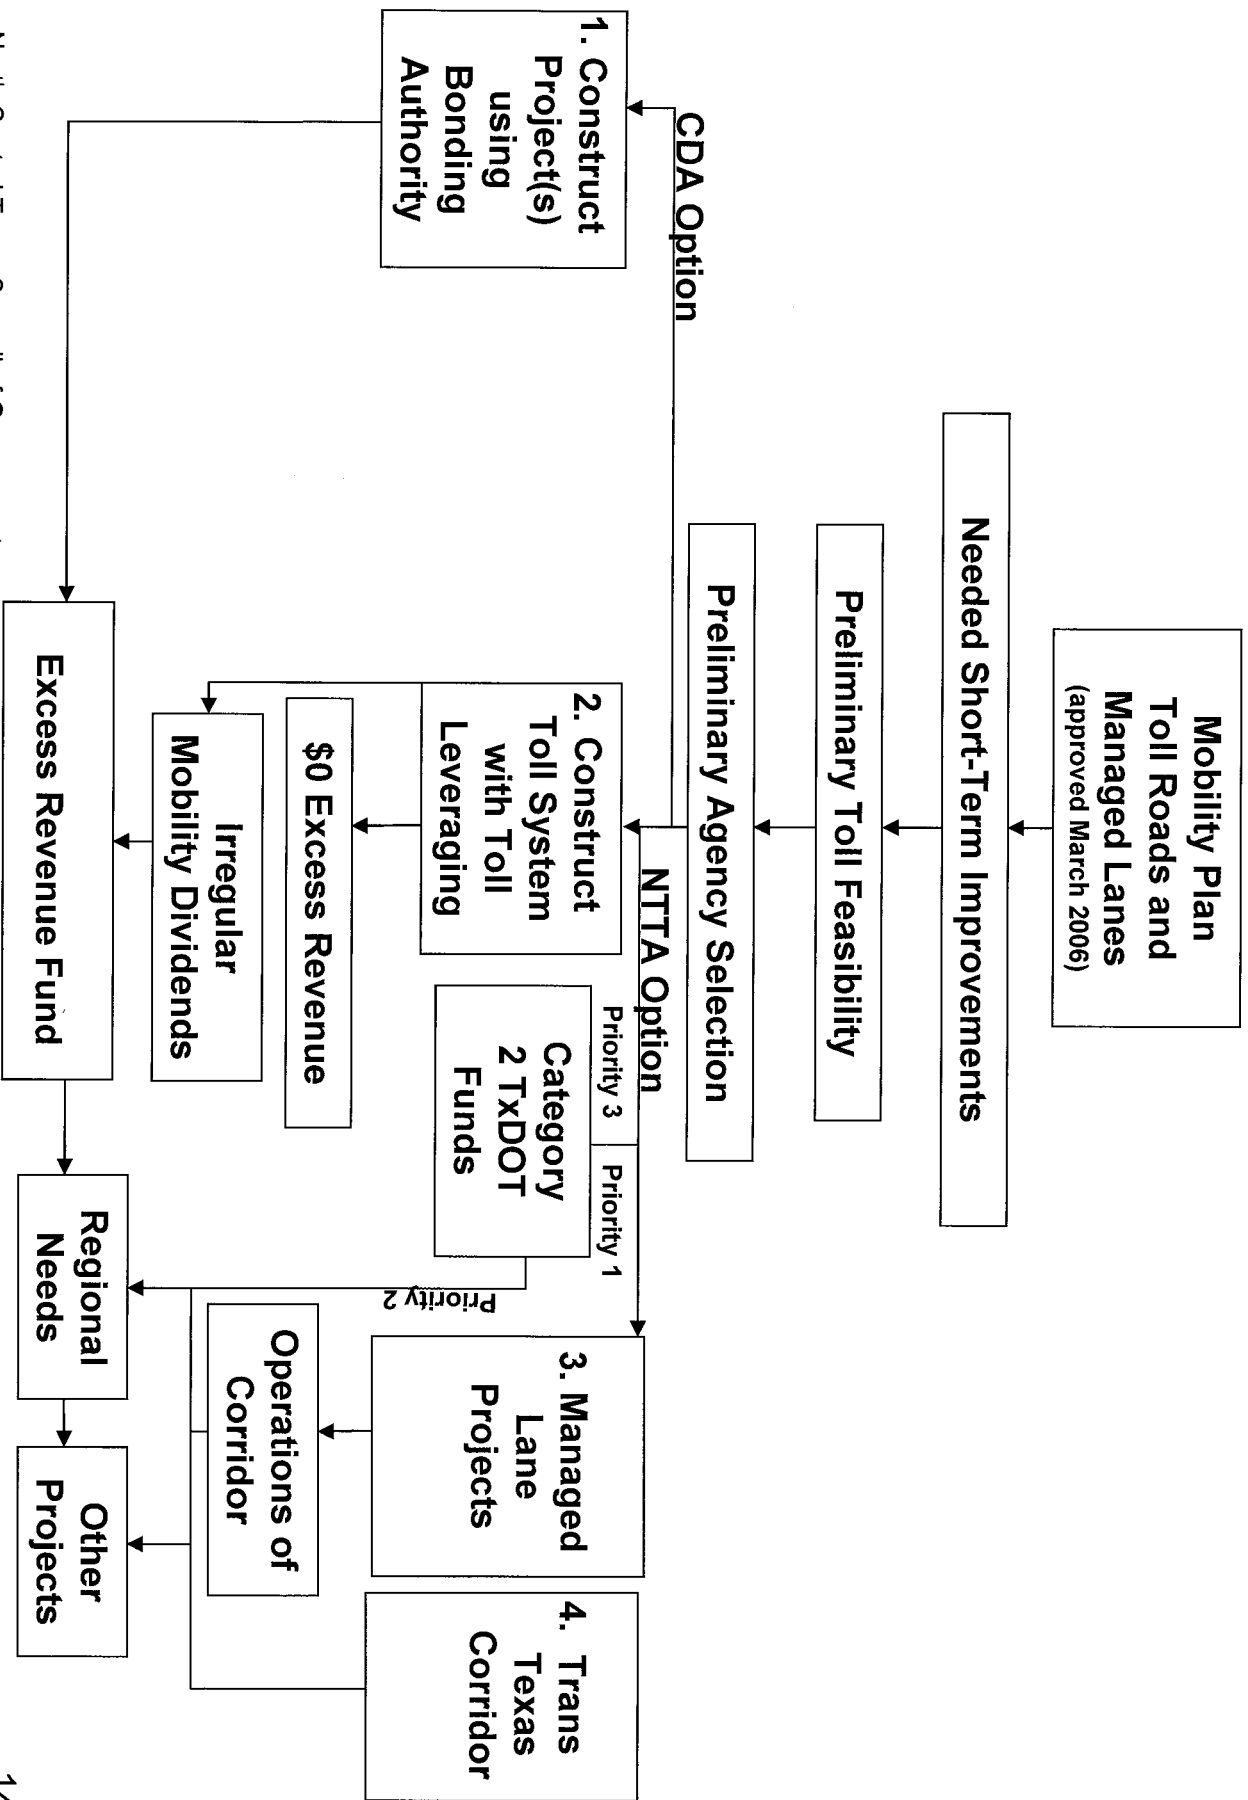 Mobility Plan
Toll Roads and
Managed Lanes
(approved March 2006)
Needed Short-Term Improvements
Preliminary Toll Feasibility
Preliminary Agency Selection
CDA Option
NTTA Option
1. Construct
Project(s)
using
Bonding
Authority
2. Construct
Toll System
with Toll
Leveraging
Priority 3
Priority 1
Category
2 TxDOT
Funds
Priority 2
3. Managed
Lane
Projects
4. Trans
Texas
Corridor
$0 Excess Revenue
Operations of
Corridor
Irregular
Mobility Dividends
Excess Revenue Fund
Regional
Needs
Other
Projects